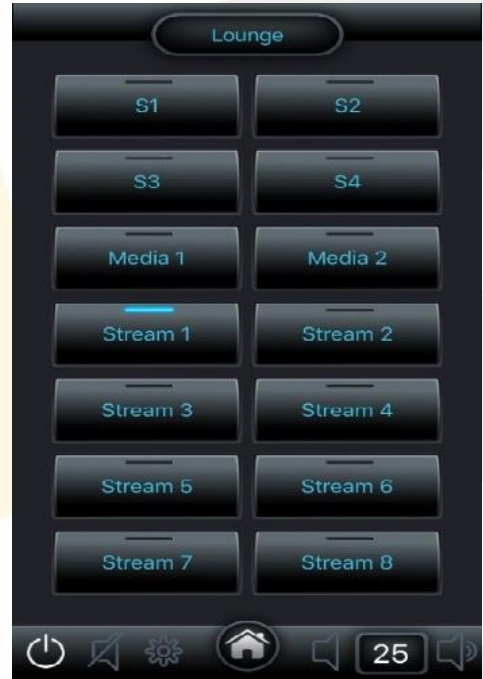 Lounge
S1 S2
S3 S4
Media 1 Media 2
Stream 1 Stream 2
Stream 3 Stream 4
Stream 5 Stream 6
Stream 7 Stream 8
25